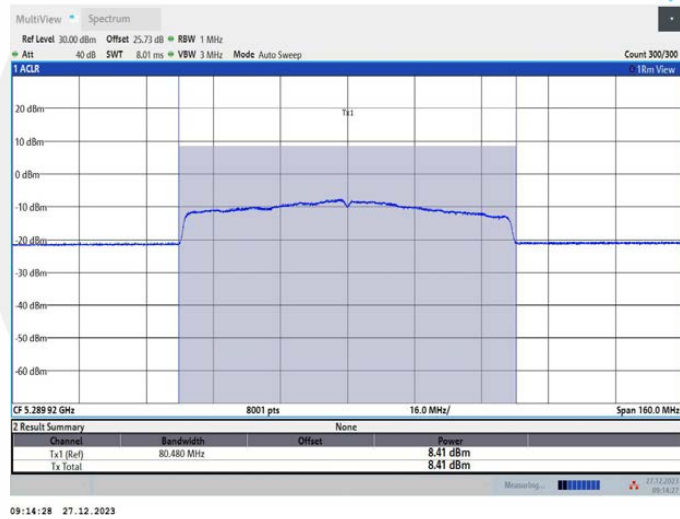 MultiView Spectrum
Ref Level 30.00 dBm Offset 25.73 dB RBW 1 MHz
Att 40 dB SWT 8.01 ms VBW 3 MHz Mode Auto Sweep Count 300/300
1 ACLR 1Rm View
Tx1
20 dBm
10 dBm
0 dBm
-10 dBm
-20 dBm
-30 dBm
-40 dBm
-50 dBm
-60 dBm
CF 5.289 92 GHz 8001 pts 16.0 MHz/ Span 160.0 MHz
2 Result Summary None
Channel Bandwidth Offset Power
Tx1 (Ref) 80.480 MHz 8.41 dBm
Tx Total 8.41 dBm
Measuring... 27.12.2023
09:14:27
09:14:28 27.12.2023